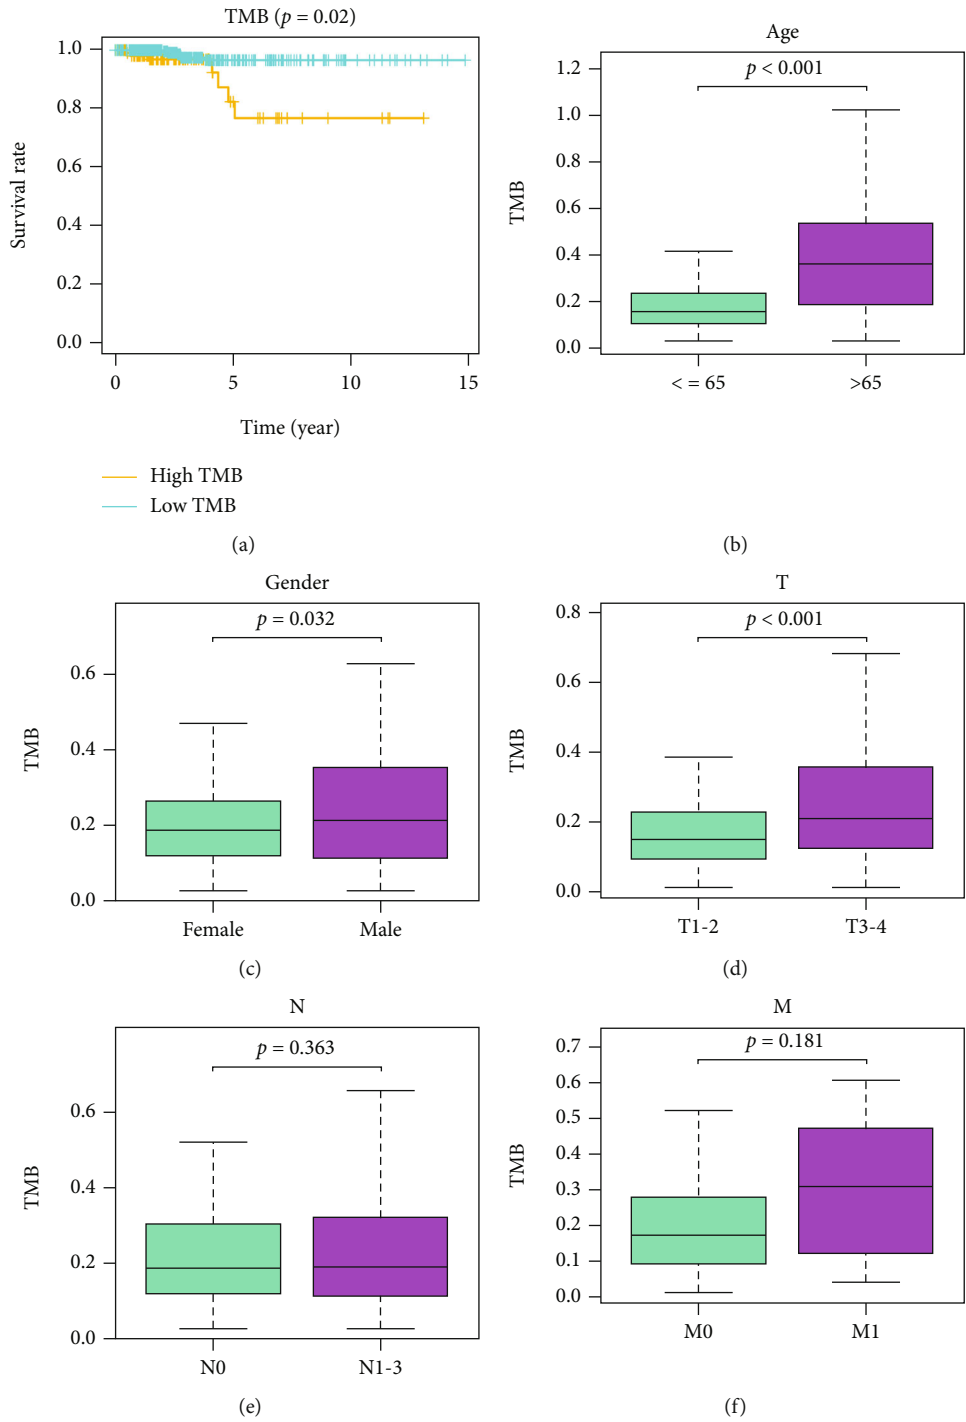 TMB (p = 0.02)
Survival rate
1.0
0.8
0.6
0.4
0.2
0.0
0 5 10 15
Time (year)
High TMB
Low TMB
(a)
Age
p < 0.001
TMB
1.2
1.0
0.8
0.6
0.4
0.2
0.0
< = 65 >65
(b)
Gender
p = 0.032
TMB
0.6
0.4
0.2
0.0
Female Male
(c)
T
p < 0.001
TMB
0.8
0.6
0.4
0.2
0.0
T1-2 T3-4
(d)
N
p = 0.363
TMB
0.6
0.4
0.2
0.0
N0 N1-3
(e)
M
p = 0.181
TMB
0.7
0.6
0.5
0.4
0.3
0.2
0.1
0.0
M0 M1
(f)